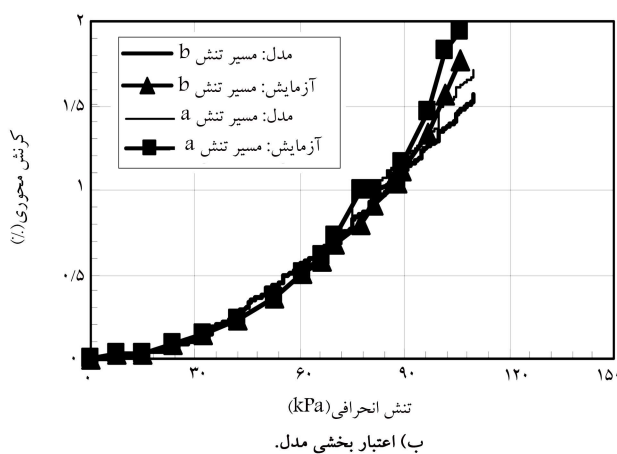 ۲
۱/۵
۱
۰/۵
۰
کرنش محوری(٪)
مدل: مسیر تنش b
آزمایش: مسیر تنش b
مدل: مسیر تنش a
آزمایش: مسیر تنش a
۰ ۳۰ ۶۰ ۹۰ ۱۲۰ ۱۵۰
تنش انحرافی(kPa)
ب) اعتبار بخشی مدل.